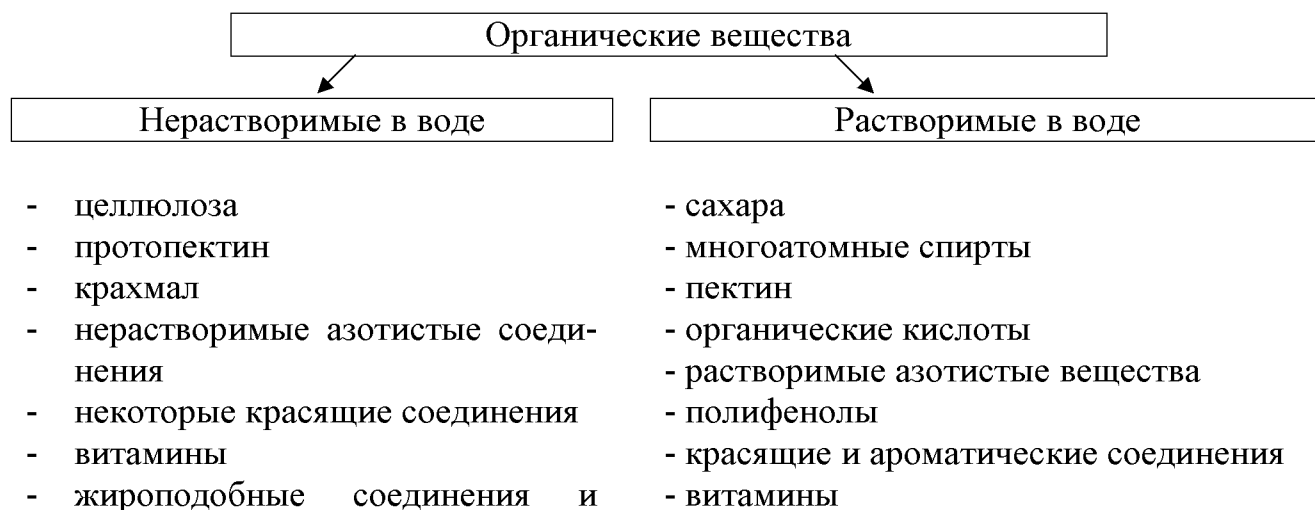 Органические вещества
Нерастворимые в воде
Растворимые в воде
- целлюлоза
- протопектин
- крахмал
- нерастворимые азотистые соеди-
нения
- некоторые красящие соединения
- витамины
- жироподобные соединения и
- сахара
- многоатомные спирты
- пектин
- органические кислоты
- растворимые азотистые вещества
- полифенолы
- красящие и ароматические соединения
- витамины